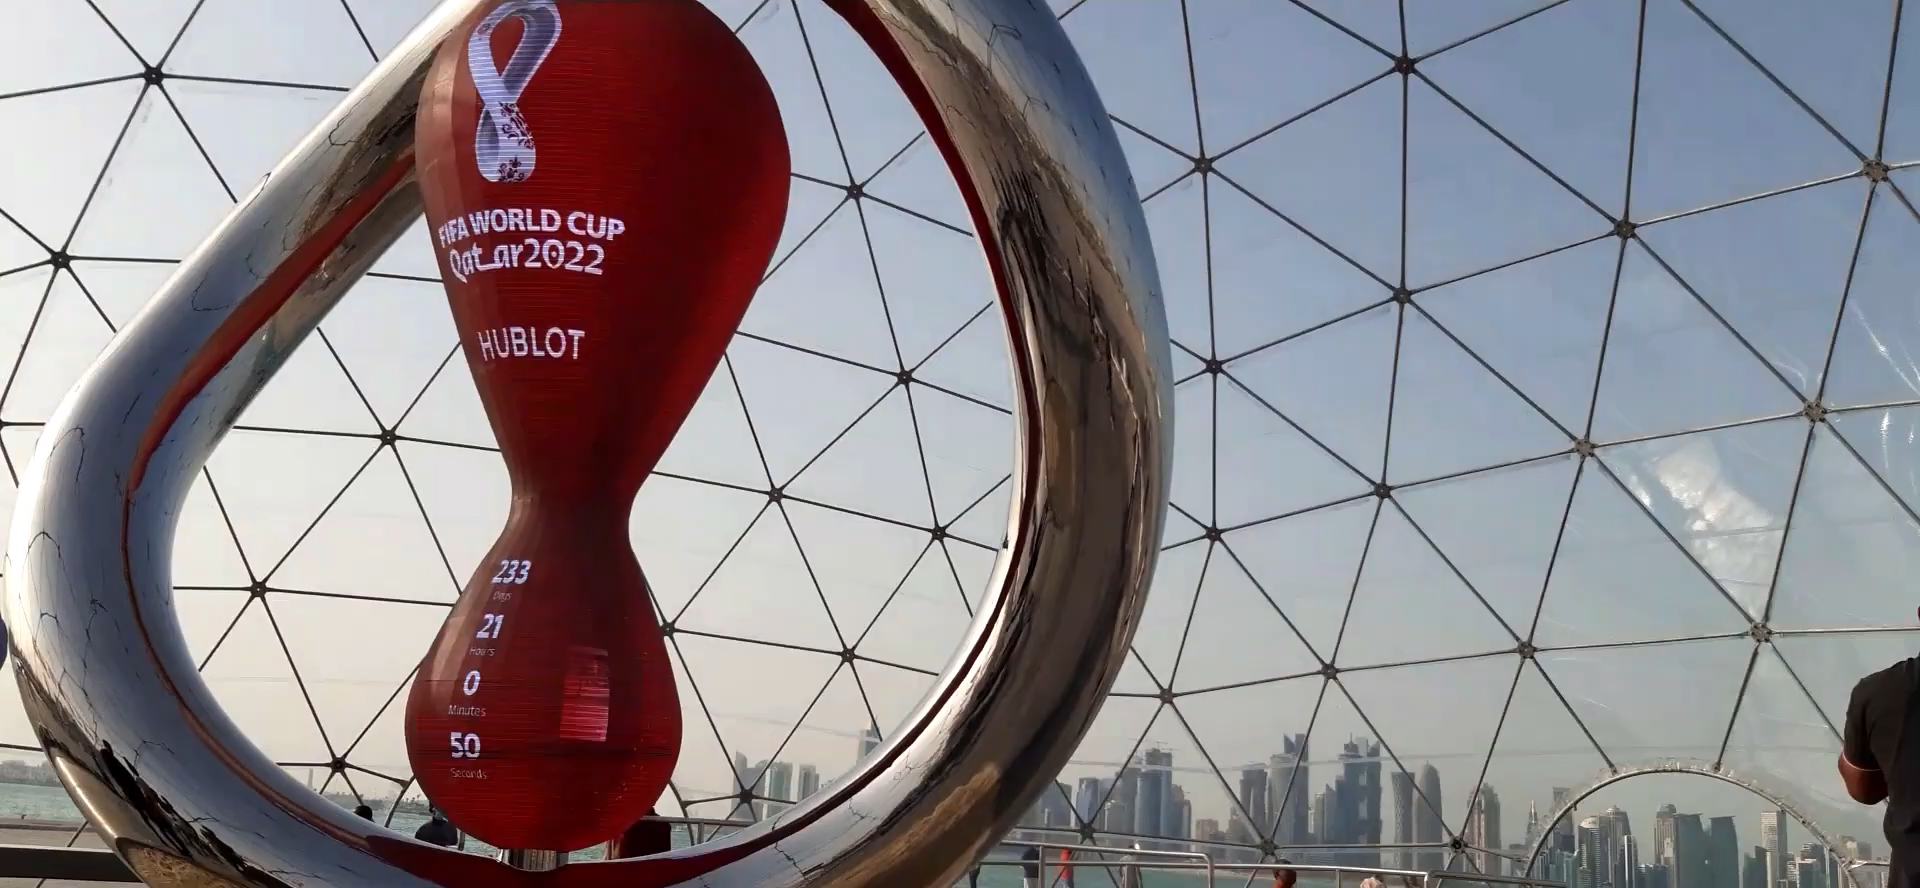 FIFA WORLD CUP
Qatar2022
HUBLOT
233
Days
21
Hours
0
Minutes
50
Seconds